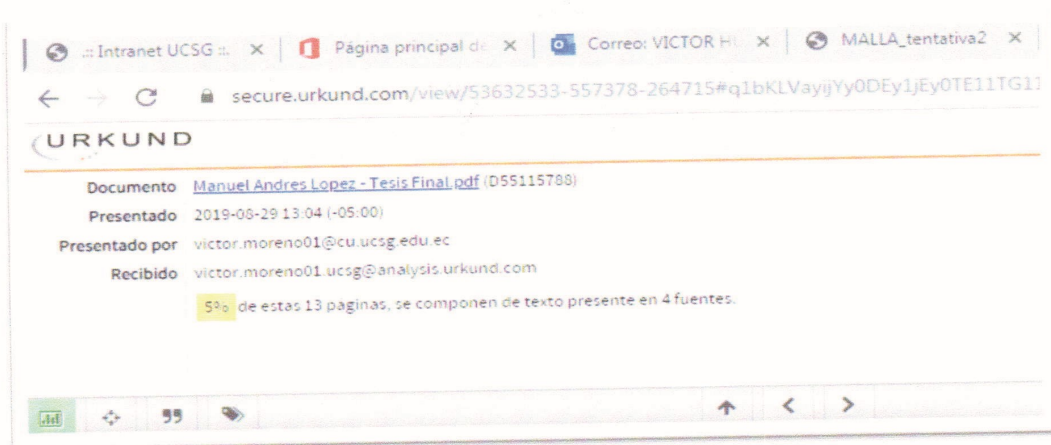 .:: Intranet UCSG ::. Página principal de Correo: VICTOR HU MALLA_tentativa2
secure.urkund.com/view/53632533-557378-264715#q1bKLVayijYy0DEy1jEy0TE11TG11
URKUND
Documento Manuel Andres Lopez - Tesis Final.pdf (D55115788)
Presentado 2019-08-29 13:04 (-05:00)
Presentado por victor.moreno01@cu.ucsg.edu.ec
Recibido victor.moreno01.ucsg@analysis.urkund.com
5% de estas 13 paginas, se componen de texto presente en 4 fuentes.